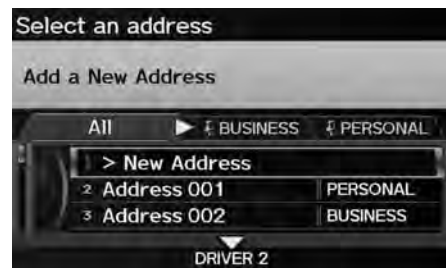 Select an address
Add a New Address
All BUSINESS PERSONAL
1 > New Address
2 Address 001 PERSONAL
3 Address 002 BUSINESS
DRIVER 2